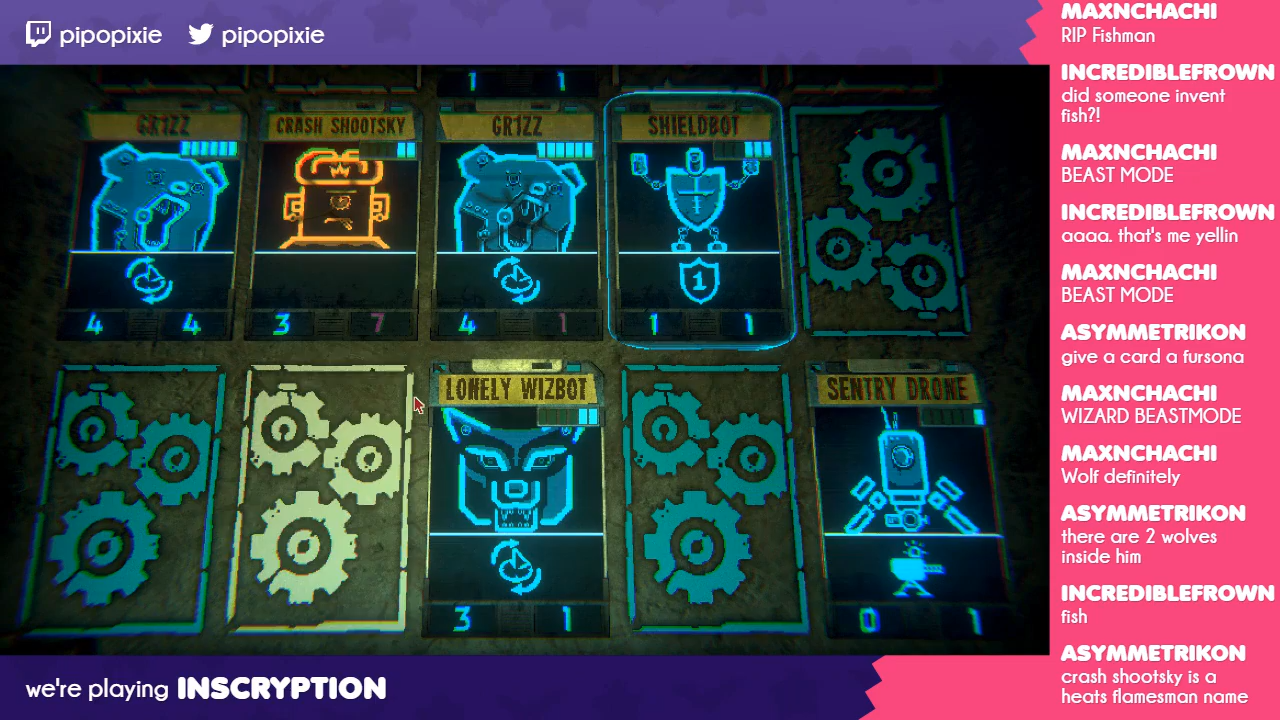 pipopixie pipopixie
1 1
GR1ZZ CRASH SHOOTSKY GR1ZZ SHIELDBOT
1
4 4 3 7 4 1 1 1
LONELY WIZBOT SENTRY DRONE
3 1 0 1
we're playing INSCRYPTION
MAXNCHACHI
RIP Fishman
INCREDIBLEFROWN
did someone invent
fish?!
MAXNCHACHI
BEAST MODE
INCREDIBLEFROWN
aaaa. that's me yellin
MAXNCHACHI
BEAST MODE
ASYMMETRIKON
give a card a fursona
MAXNCHACHI
WIZARD BEASTMODE
MAXNCHACHI
Wolf definitely
ASYMMETRIKON
there are 2 wolves
inside him
INCREDIBLEFROWN
fish
ASYMMETRIKON
crash shootsky is a
heats flamesman name